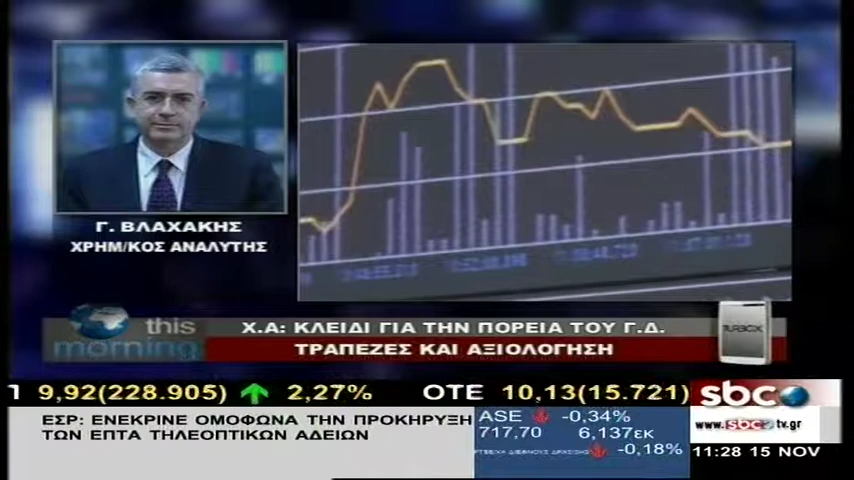 Γ. ΒΛΑΧΑΚΗΣ
ΧΡΗΜ/ΚΟΣ ΑΝΑΛΥΤΗΣ
this
morning
Χ.Α: ΚΛΕΙΔΙ ΓΙΑ ΤΗΝ ΠΟΡΕΙΑ ΤΟΥ Γ.Δ.
ΤΡΑΠΕΖΕΣ ΚΑΙ ΑΞΙΟΛΟΓΗΣΗ
9,92(228.905) 2,27% ΟΤΕ 10,13(15.721)
sbc
www.sbctv.gr
ΕΣΡ: ΕΝΕΚΡΙΝΕ ΟΜΟΦΩΝΑ ΤΗΝ ΠΡΟΚΗΡΥΞΗ
ΤΩΝ ΕΠΤΑ ΤΗΛΕΟΠΤΙΚΩΝ ΑΔΕΙΩΝ
ASE -0,34%
717,70 6,137εκ
-0,18%
11:28 15 NOV